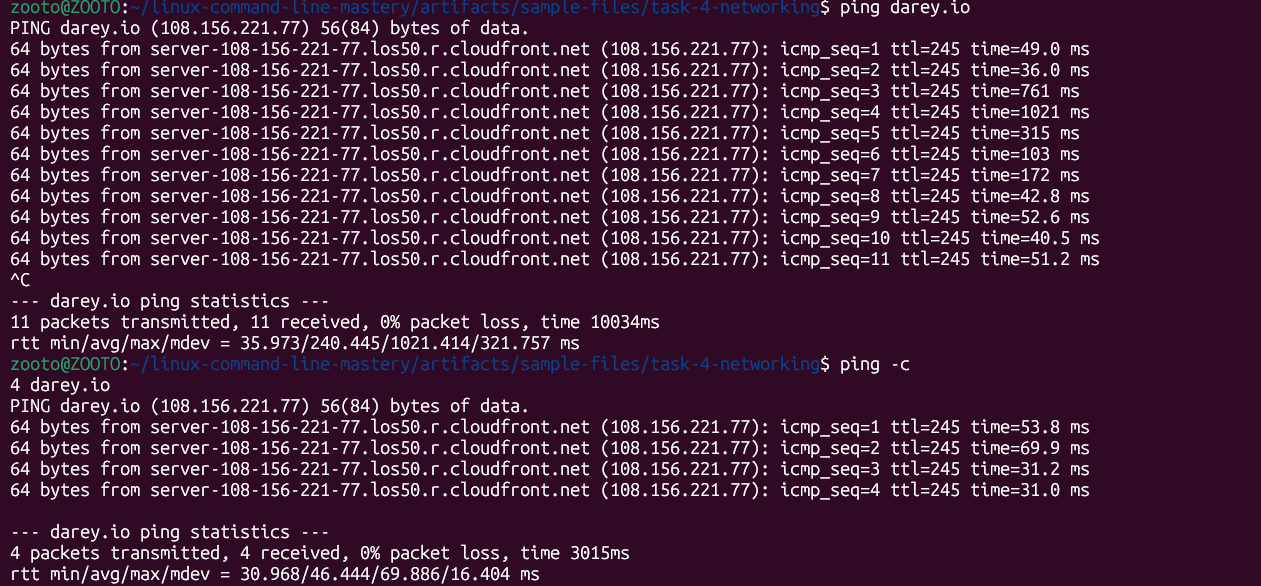 zooto@ZOOTO:~/linux-command-line-mastery/artifacts/sample-files/task-4-networking$ ping darey.io
PING darey.io (108.156.221.77) 56(84) bytes of data.
64 bytes from server-108-156-221-77.los50.r.cloudfront.net (108.156.221.77): icmp_seq=1 ttl=245 time=49.0 ms
64 bytes from server-108-156-221-77.los50.r.cloudfront.net (108.156.221.77): icmp_seq=2 ttl=245 time=36.0 ms
64 bytes from server-108-156-221-77.los50.r.cloudfront.net (108.156.221.77): icmp_seq=3 ttl=245 time=761 ms
64 bytes from server-108-156-221-77.los50.r.cloudfront.net (108.156.221.77): icmp_seq=4 ttl=245 time=1021 ms
64 bytes from server-108-156-221-77.los50.r.cloudfront.net (108.156.221.77): icmp_seq=5 ttl=245 time=315 ms
64 bytes from server-108-156-221-77.los50.r.cloudfront.net (108.156.221.77): icmp_seq=6 ttl=245 time=103 ms
64 bytes from server-108-156-221-77.los50.r.cloudfront.net (108.156.221.77): icmp_seq=7 ttl=245 time=172 ms
64 bytes from server-108-156-221-77.los50.r.cloudfront.net (108.156.221.77): icmp_seq=8 ttl=245 time=42.8 ms
64 bytes from server-108-156-221-77.los50.r.cloudfront.net (108.156.221.77): icmp_seq=9 ttl=245 time=52.6 ms
64 bytes from server-108-156-221-77.los50.r.cloudfront.net (108.156.221.77): icmp_seq=10 ttl=245 time=40.5 ms
64 bytes from server-108-156-221-77.los50.r.cloudfront.net (108.156.221.77): icmp_seq=11 ttl=245 time=51.2 ms
^C
--- darey.io ping statistics ---
11 packets transmitted, 11 received, 0% packet loss, time 10034ms
rtt min/avg/max/mdev = 35.973/240.445/1021.414/321.757 ms
zooto@ZOOTO:~/linux-command-line-mastery/artifacts/sample-files/task-4-networking$ ping -c
4 darey.io
PING darey.io (108.156.221.77) 56(84) bytes of data.
64 bytes from server-108-156-221-77.los50.r.cloudfront.net (108.156.221.77): icmp_seq=1 ttl=245 time=53.8 ms
64 bytes from server-108-156-221-77.los50.r.cloudfront.net (108.156.221.77): icmp_seq=2 ttl=245 time=69.9 ms
64 bytes from server-108-156-221-77.los50.r.cloudfront.net (108.156.221.77): icmp_seq=3 ttl=245 time=31.2 ms
64 bytes from server-108-156-221-77.los50.r.cloudfront.net (108.156.221.77): icmp_seq=4 ttl=245 time=31.0 ms

--- darey.io ping statistics ---
4 packets transmitted, 4 received, 0% packet loss, time 3015ms
rtt min/avg/max/mdev = 30.968/46.444/69.886/16.404 ms